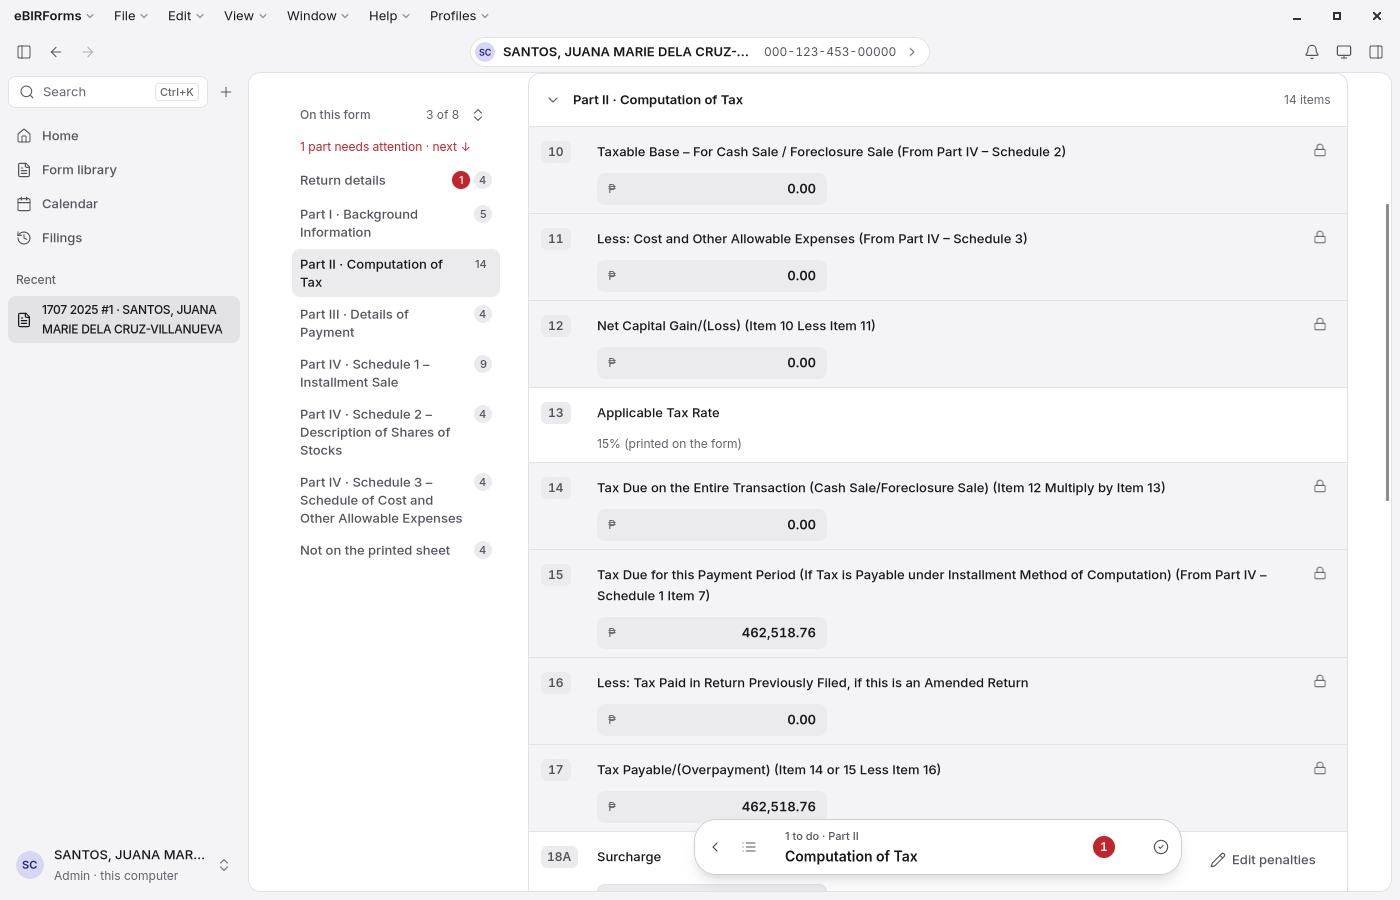 eBIRForms File Edit View Window Help Profiles
SC SANTOS, JUANA MARIE DELA CRUZ-... 000-123-453-00000
Search Ctrl+K
Home
Form library
Calendar
Filings
Recent
1707 2025 #1 · SANTOS, JUANA
MARIE DELA CRUZ-VILLANUEVA
SC SANTOS, JUANA MAR...
Admin · this computer
On this form 3 of 8
1 part needs attention · next ↓
Return details 1 4
Part I · Background
Information 5
Part II · Computation of
Tax 14
Part III · Details of
Payment 4
Part IV · Schedule 1 –
Installment Sale 9
Part IV · Schedule 2 –
Description of Shares of
Stocks 4
Part IV · Schedule 3 –
Schedule of Cost and
Other Allowable Expenses 4
Not on the printed sheet 4
Part II · Computation of Tax 14 items
10 Taxable Base – For Cash Sale / Foreclosure Sale (From Part IV – Schedule 2)
₱ 0.00
11 Less: Cost and Other Allowable Expenses (From Part IV – Schedule 3)
₱ 0.00
12 Net Capital Gain/(Loss) (Item 10 Less Item 11)
₱ 0.00
13 Applicable Tax Rate
15% (printed on the form)
14 Tax Due on the Entire Transaction (Cash Sale/Foreclosure Sale) (Item 12 Multiply by Item 13)
₱ 0.00
15 Tax Due for this Payment Period (If Tax is Payable under Installment Method of Computation) (From Part IV –
Schedule 1 Item 7)
₱ 462,518.76
16 Less: Tax Paid in Return Previously Filed, if this is an Amended Return
₱ 0.00
17 Tax Payable/(Overpayment) (Item 14 or 15 Less Item 16)
₱ 462,518.76
18A Surcharge Edit penalties
1 to do · Part II
Computation of Tax 1